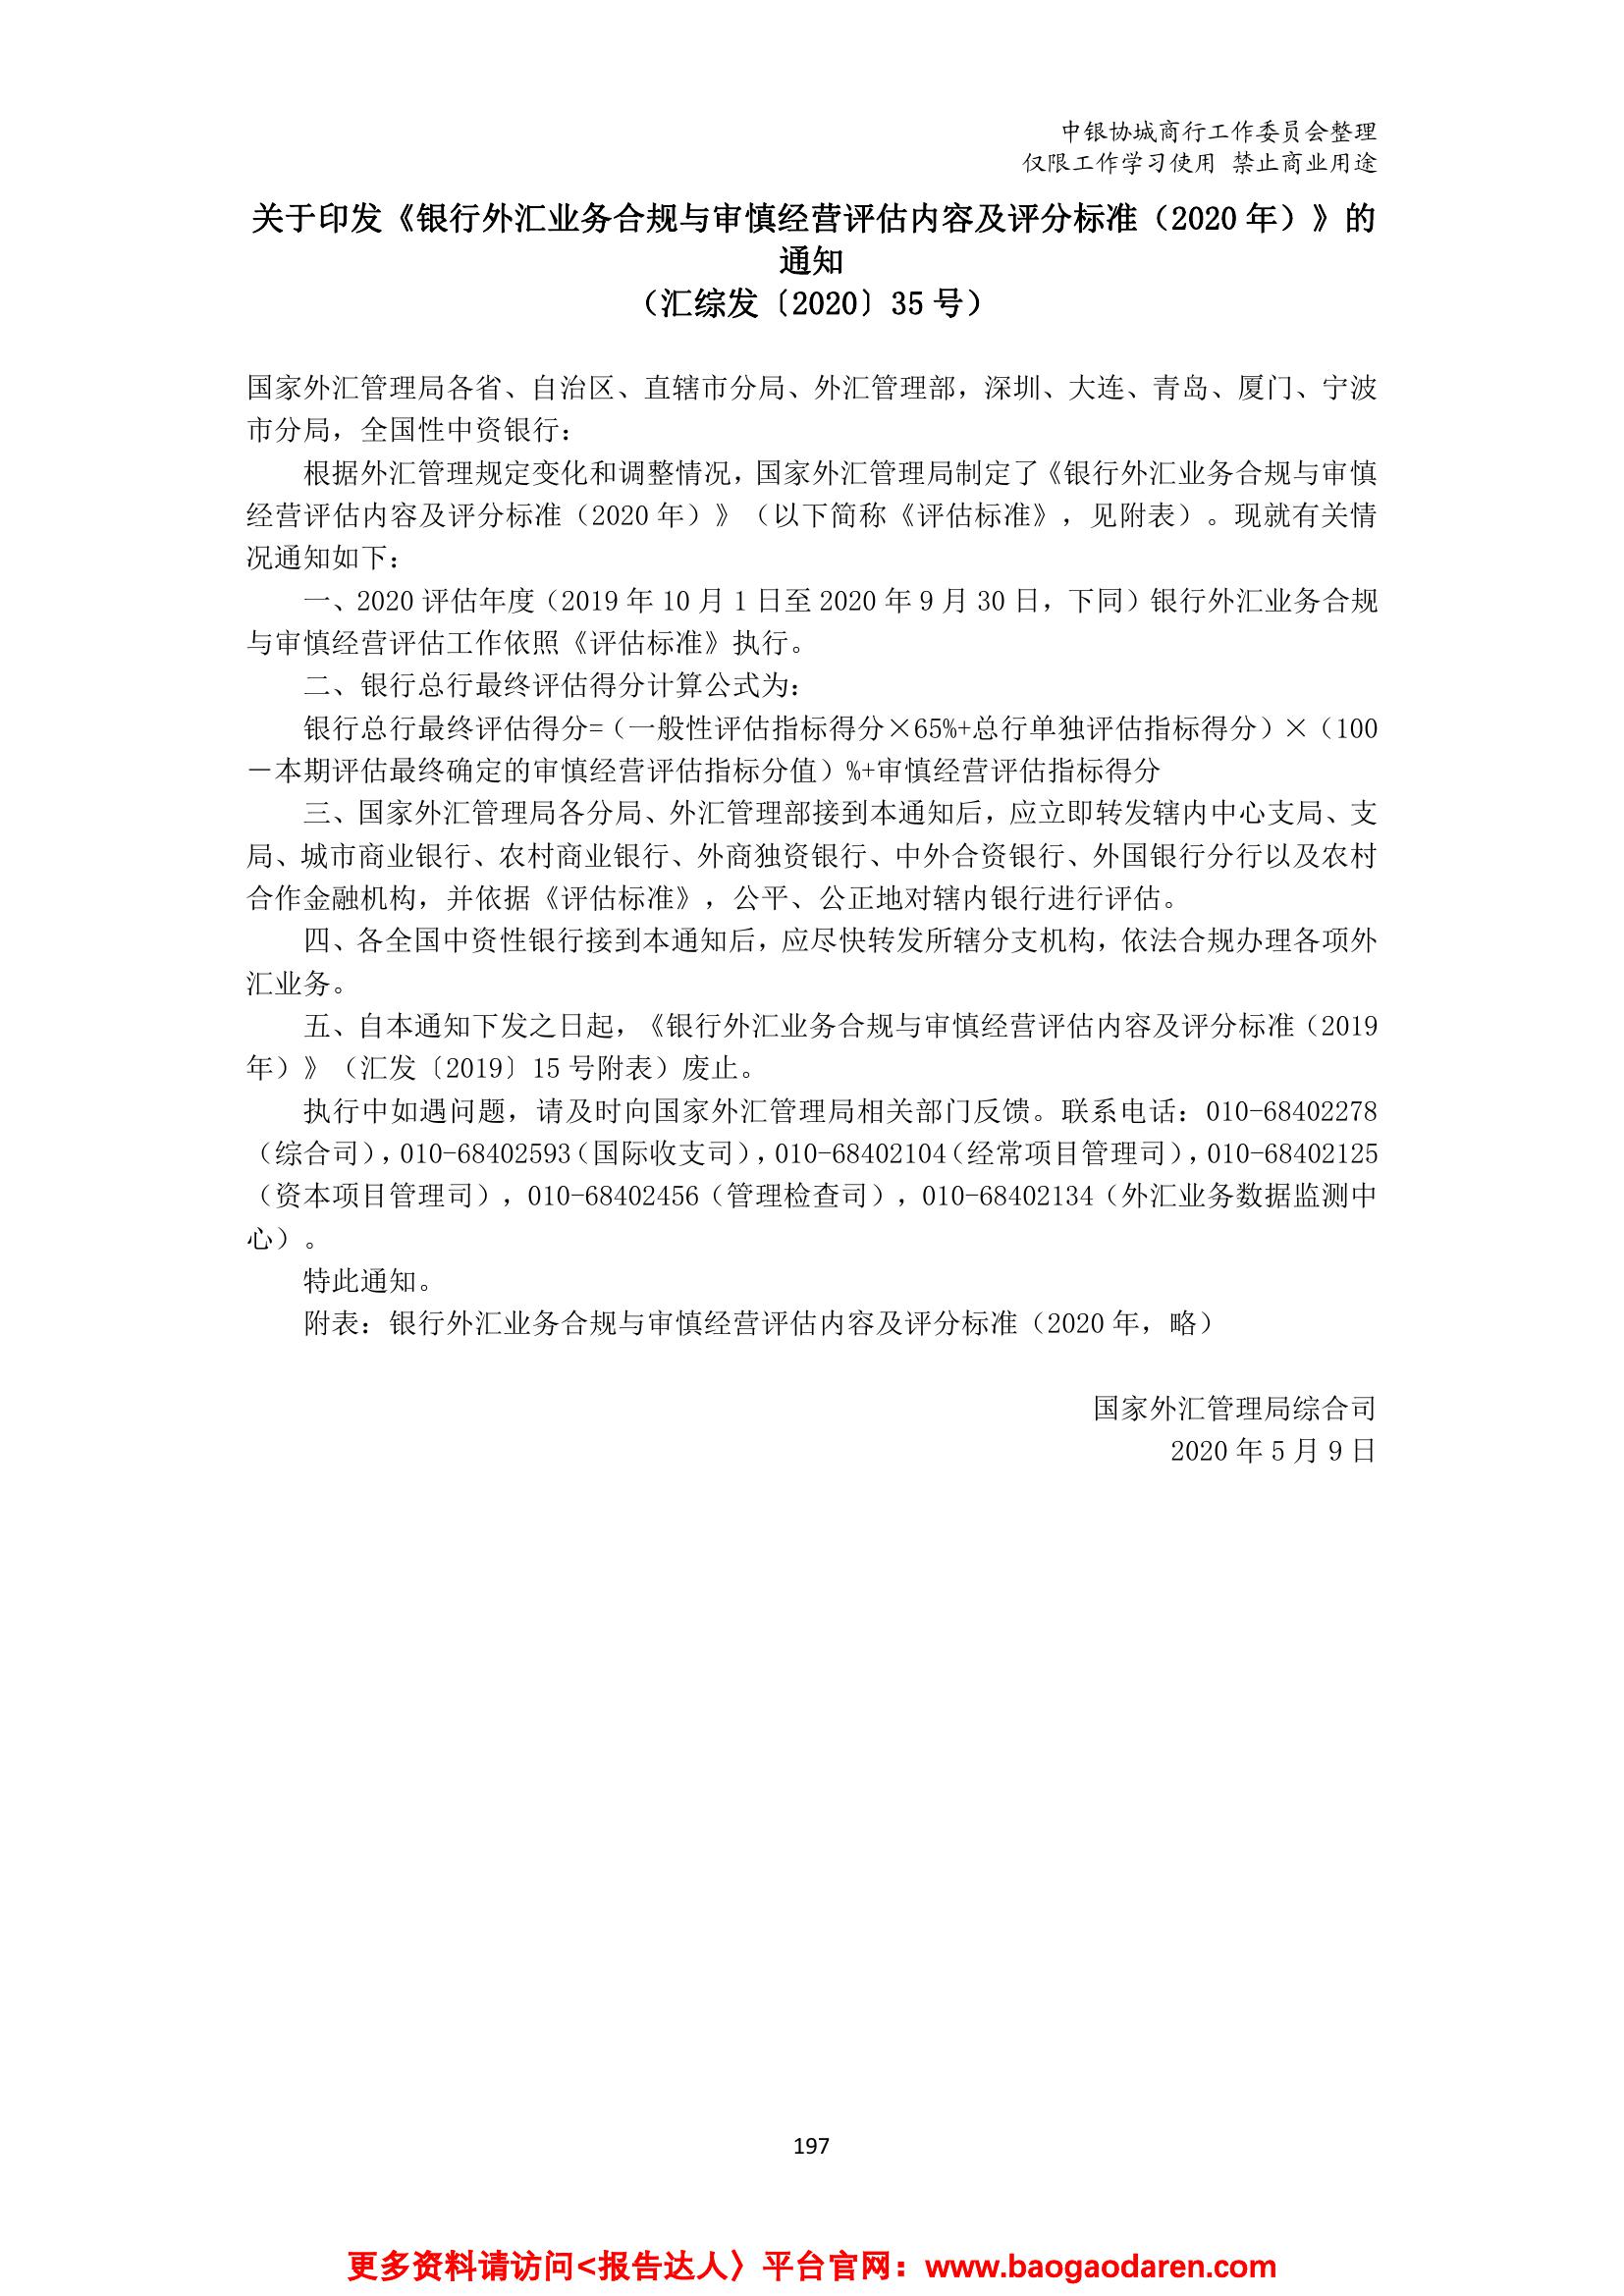 中银协城商行工作委员会整理
仅限工作学习使用 禁止商业用途
关于印发《银行外汇业务合规与审慎经营评估内容及评分标准（2020 年）》的
通知
（汇综发〔2020〕35 号）
国家外汇管理局各省、自治区、直辖市分局、外汇管理部，深圳、大连、青岛、厦门、宁波
市分局，全国性中资银行：
根据外汇管理规定变化和调整情况，国家外汇管理局制定了《银行外汇业务合规与审慎
经营评估内容及评分标准（2020 年）》（以下简称《评估标准》，见附表）。现就有关情
况通知如下：
一、2020 评估年度（2019 年 10 月 1 日至 2020 年 9 月 30 日，下同）银行外汇业务合规
与审慎经营评估工作依照《评估标准》执行。
二、银行总行最终评估得分计算公式为：
银行总行最终评估得分=（一般性评估指标得分×65%+总行单独评估指标得分）×（100
－本期评估最终确定的审慎经营评估指标分值）%+审慎经营评估指标得分
三、国家外汇管理局各分局、外汇管理部接到本通知后，应立即转发辖内中心支局、支
局、城市商业银行、农村商业银行、外商独资银行、中外合资银行、外国银行分行以及农村
合作金融机构，并依据《评估标准》，公平、公正地对辖内银行进行评估。
四、各全国中资性银行接到本通知后，应尽快转发所辖分支机构，依法合规办理各项外
汇业务。
五、自本通知下发之日起，《银行外汇业务合规与审慎经营评估内容及评分标准（2019
年）》（汇发〔2019〕15 号附表）废止。
执行中如遇问题，请及时向国家外汇管理局相关部门反馈。联系电话：010-68402278
（综合司），010-68402593（国际收支司），010-68402104（经常项目管理司），010-68402125
（资本项目管理司），010-68402456（管理检查司），010-68402134（外汇业务数据监测中
心）。
特此通知。
附表：银行外汇业务合规与审慎经营评估内容及评分标准（2020 年，略）
国家外汇管理局综合司
2020 年 5 月 9 日
197
更多资料请访问<报告达人〉平台官网：www.baogaodaren.com